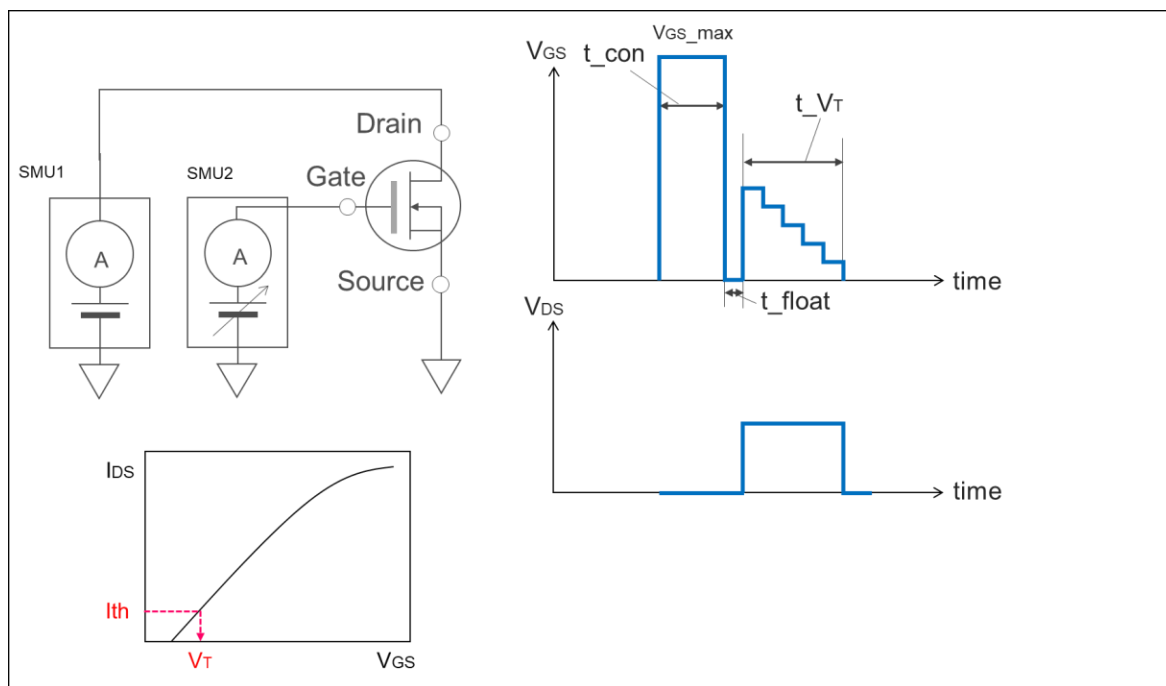 VGS_max
VGS
t_con
t_VT
Drain
SMU1
SMU2
Gate
A
A
Source
time
t_float
VDS
IDS
time
Ith
VT
VGS